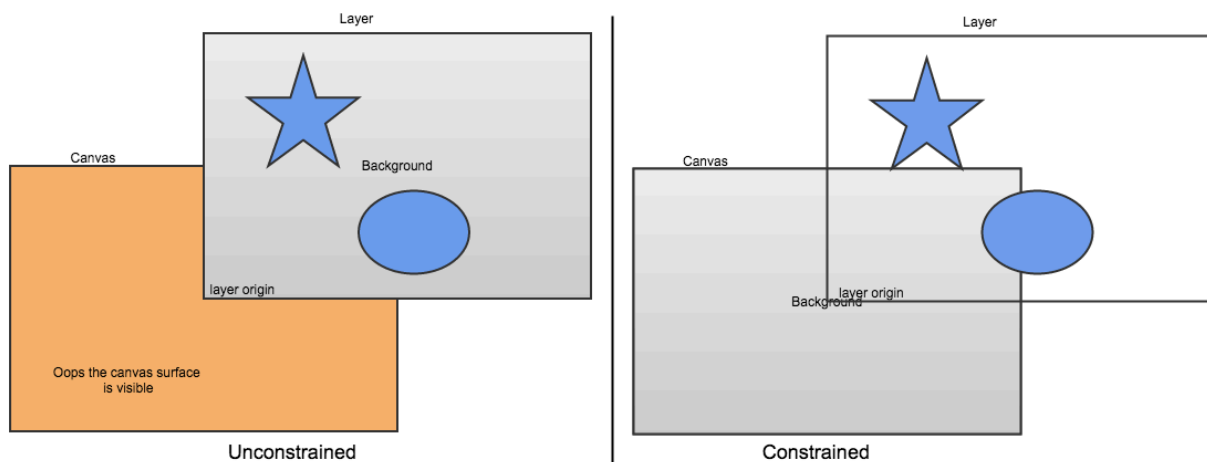 Layer
Canvas
Background
layer origin
Oops the canvas surface
is visible
Unconstrained
Layer
Canvas
layer origin
Background
Constrained